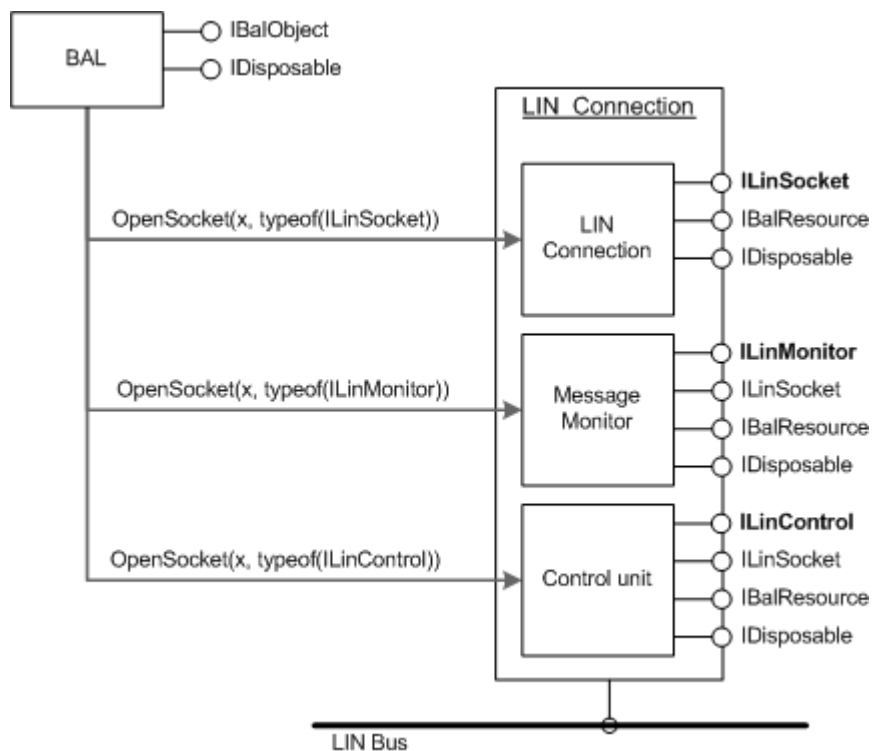 BAL
IBalObject
IDisposable
LIN Connection
OpenSocket(x, typeof(ILinSocket))
LIN
Connection
ILinSocket
IBalResource
IDisposable
OpenSocket(x, typeof(ILinMonitor))
Message
Monitor
ILinMonitor
ILinSocket
IBalResource
IDisposable
OpenSocket(x, typeof(ILinControl))
Control unit
ILinControl
ILinSocket
IBalResource
IDisposable
LIN Bus